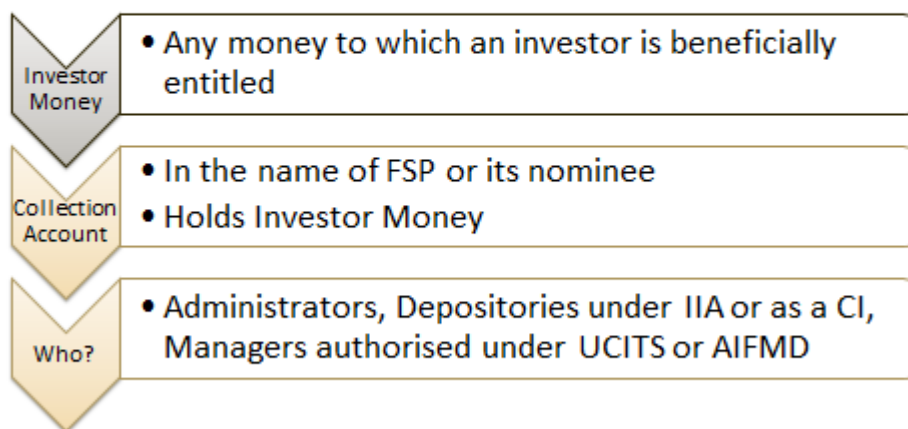 Investor
Money
• Any money to which an investor is beneficially
entitled
Collection
Account
• In the name of FSP or its nominee
• Holds Investor Money
Who?
• Administrators, Depositories under IIA or as a CI,
Managers authorised under UCITS or AIFMD